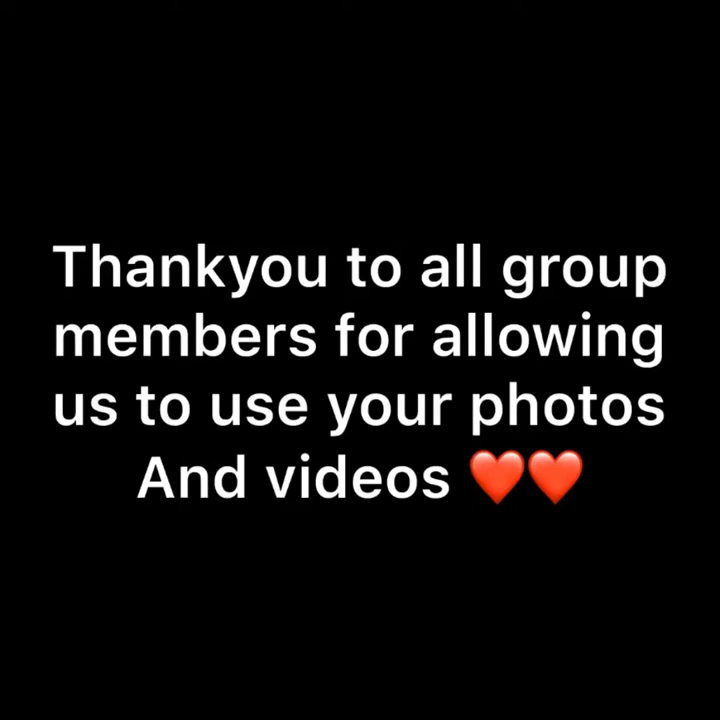 Thankyou to all group
members for allowing
us to use your photos
And videos ❤️❤️